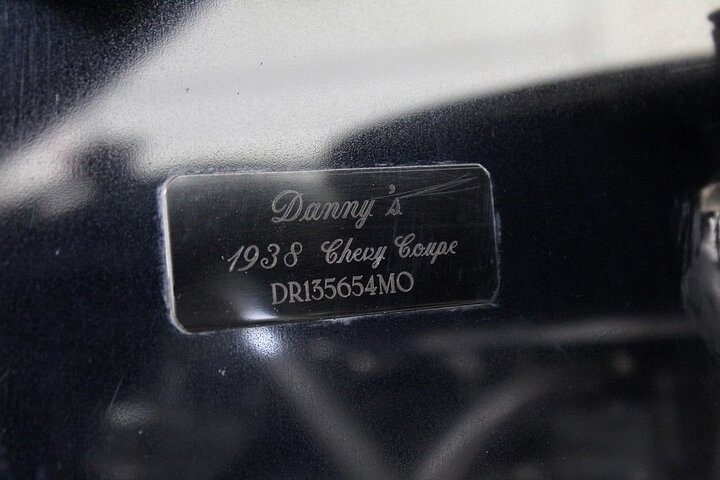 Danny's
1938 Chevy Coupe
DR135654MO